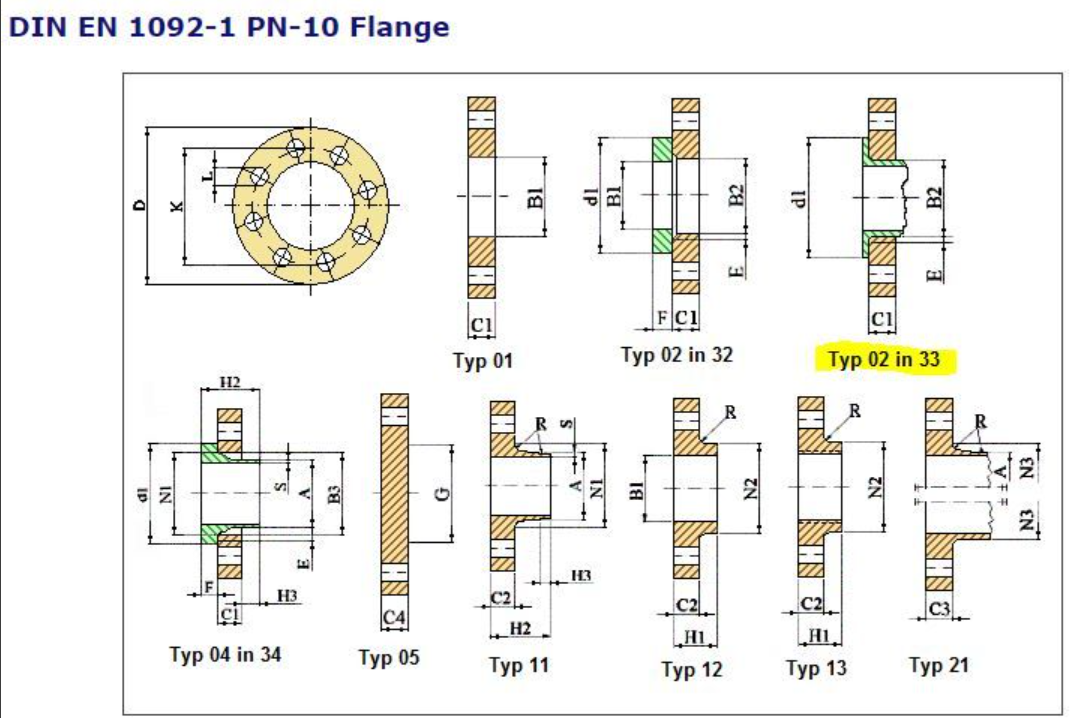 DIN EN 1092-1 PN-10 Flange
D
K
L
B1
C1
Typ 01
d1
B1
B2
E
F
C1
Typ 02 in 32
d1
B2
E
C1
Typ 02 in 33
H2
d1
N1
S
A
B3
E
F
H3
C1
Typ 04 in 34
G
C4
Typ 05
R
S
A
N1
H3
C2
H2
Typ 11
R
B1
N2
C2
H1
Typ 12
R
N2
C2
H1
Typ 13
R
A
N3
N3
C3
Typ 21